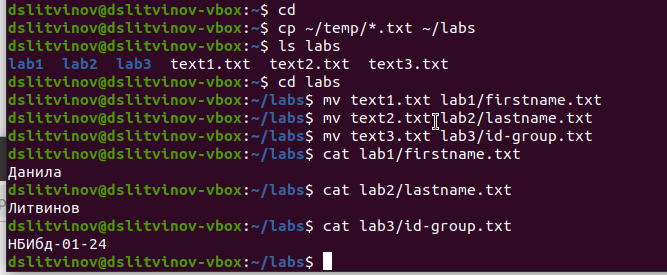 dslitvinov@dslitvinov-vbox:~$ cd
dslitvinov@dslitvinov-vbox:~$ cp ~/temp/*.txt ~/labs
dslitvinov@dslitvinov-vbox:~$ ls labs
lab1  lab2  lab3  text1.txt  text2.txt  text3.txt
dslitvinov@dslitvinov-vbox:~$ cd labs
dslitvinov@dslitvinov-vbox:~/labs$ mv text1.txt lab1/firstname.txt
dslitvinov@dslitvinov-vbox:~/labs$ mv text2.txt lab2/lastname.txt
dslitvinov@dslitvinov-vbox:~/labs$ mv text3.txt lab3/id-group.txt
dslitvinov@dslitvinov-vbox:~/labs$ cat lab1/firstname.txt
Данила
dslitvinov@dslitvinov-vbox:~/labs$ cat lab2/lastname.txt
Литвинов
dslitvinov@dslitvinov-vbox:~/labs$ cat lab3/id-group.txt
НБИбд-01-24
dslitvinov@dslitvinov-vbox:~/labs$